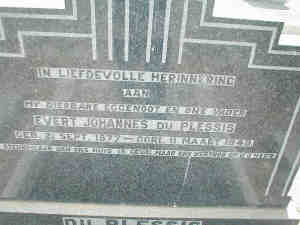 IN LIEFDEVOLLE HERINNERING
AAN
MY DIERBARE EGGENOOT EN ONS VADER
EVERT JOHANNES DU PLESSIS
GEB. 21 SEPT. 1877 — OORL. 11 MAART 1948
DU PLESSIS